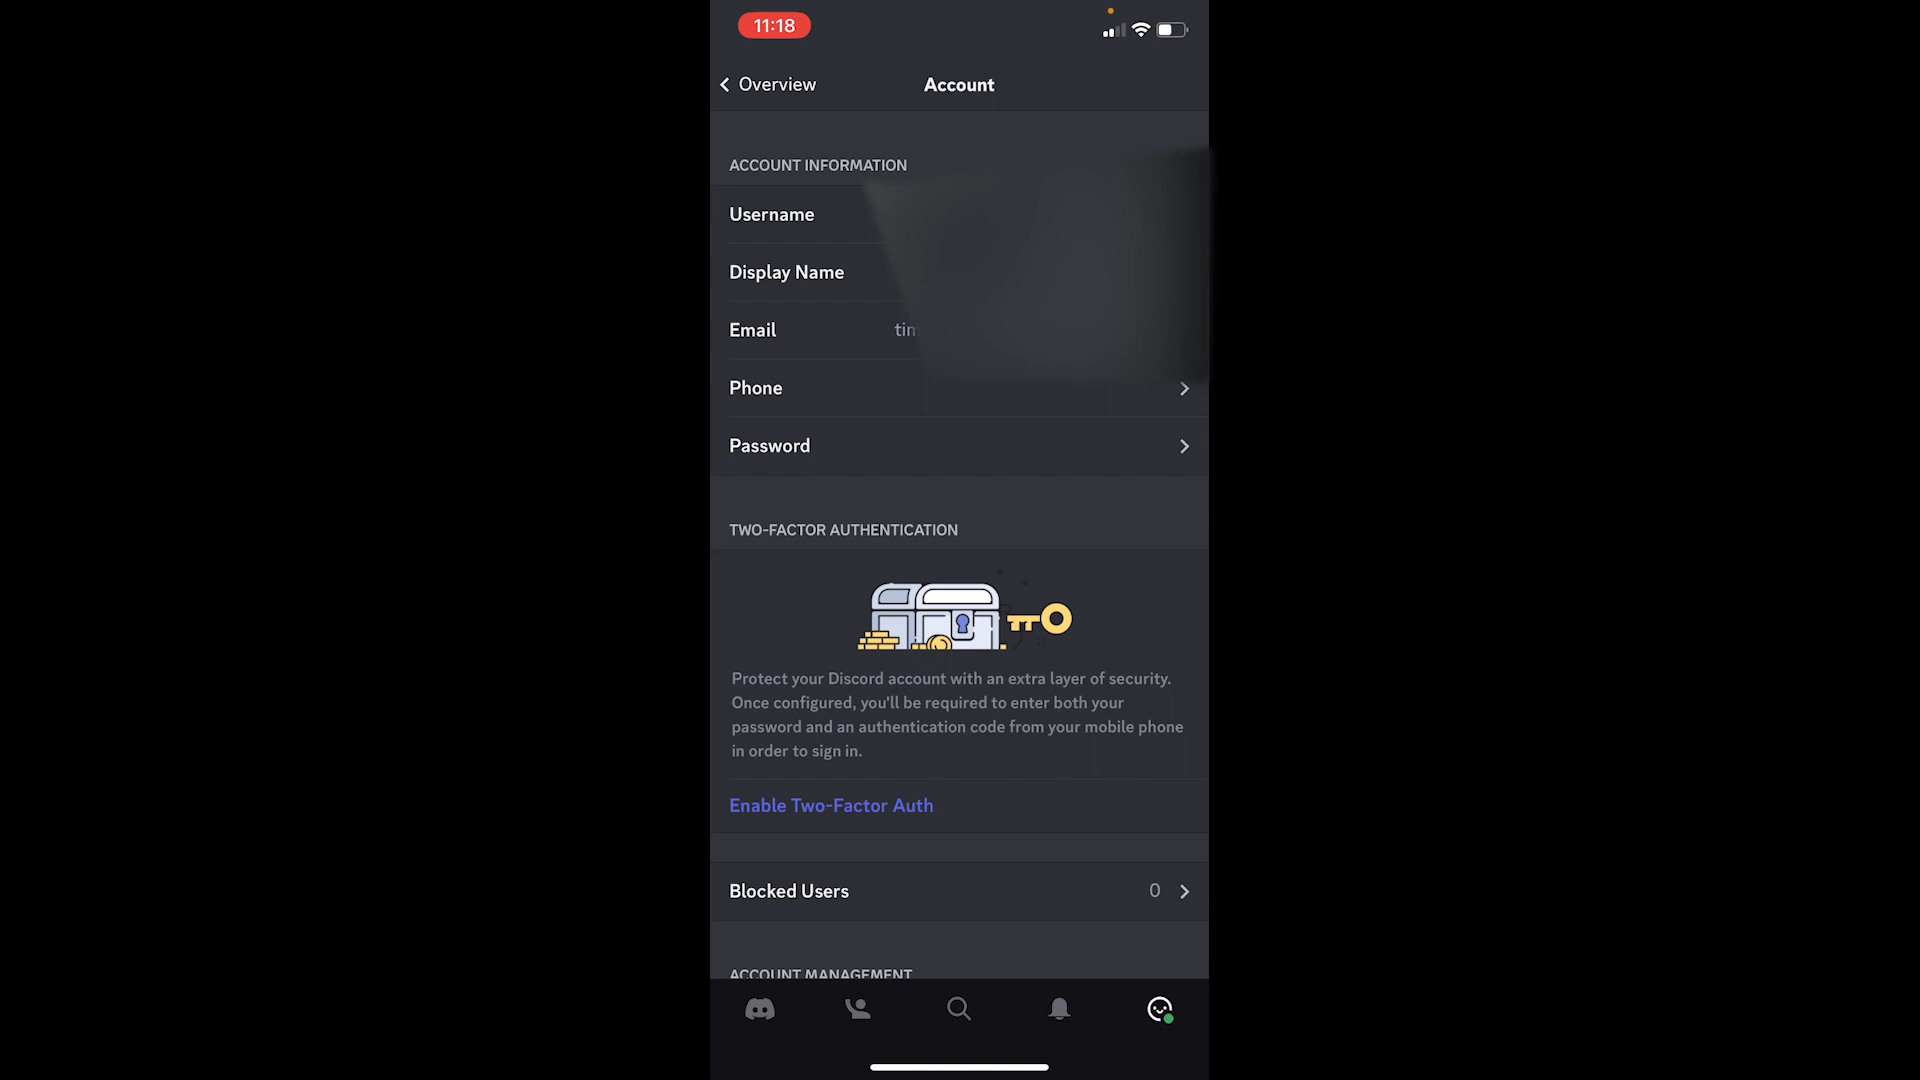 11:18
Overview
Account
ACCOUNT INFORMATION
Username
Display Name
Email tim
Phone
Password
TWO-FACTOR AUTHENTICATION
Protect your Discord account with an extra layer of security.
Once configured, you'll be required to enter both your
password and an authentication code from your mobile phone
in order to sign in.
Enable Two-Factor Auth
Blocked Users 0
ACCOUNT MANAGEMENT